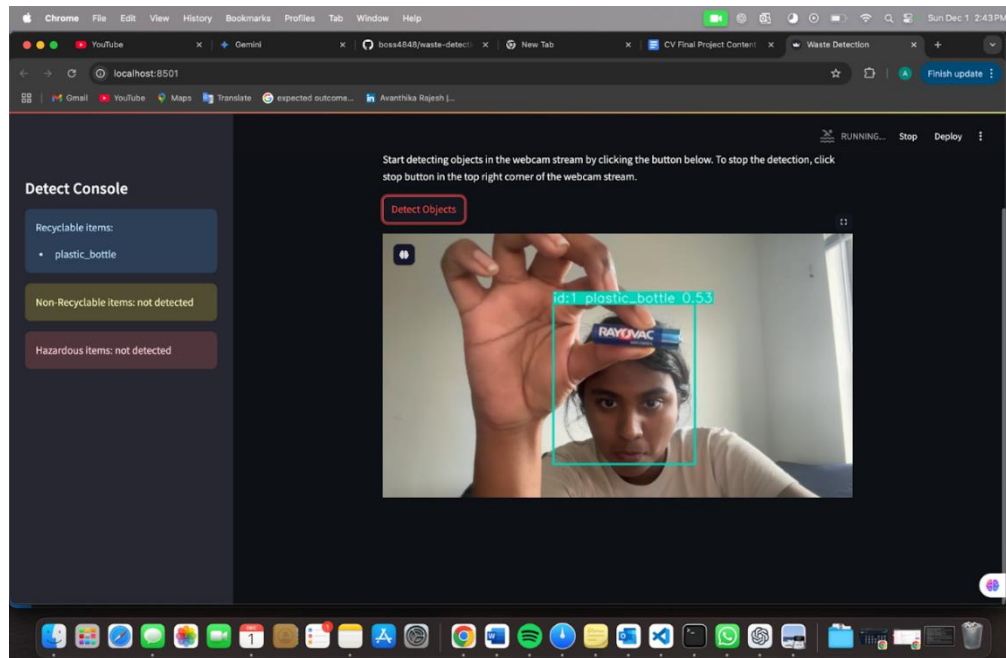 Chrome File Edit View History Bookmarks Profiles Tab Window Help
Sun Dec 1 2:43PM
YouTube
Gemini
boss4848/waste-detecti
New Tab
CV Final Project Content
Waste Detection
localhost:8501
Finish update
Gmail
YouTube
Maps
Translate
expected outcome...
Avanthika Rajesh |...
RUNNING... Stop Deploy
Detect Console
Recyclable items:
• plastic_bottle
Non-Recyclable items: not detected
Hazardous items: not detected
Start detecting objects in the webcam stream by clicking the button below. To stop the detection, click
stop button in the top right corner of the webcam stream.
Detect Objects
id:1 plastic_bottle 0.53
RAYOVAC